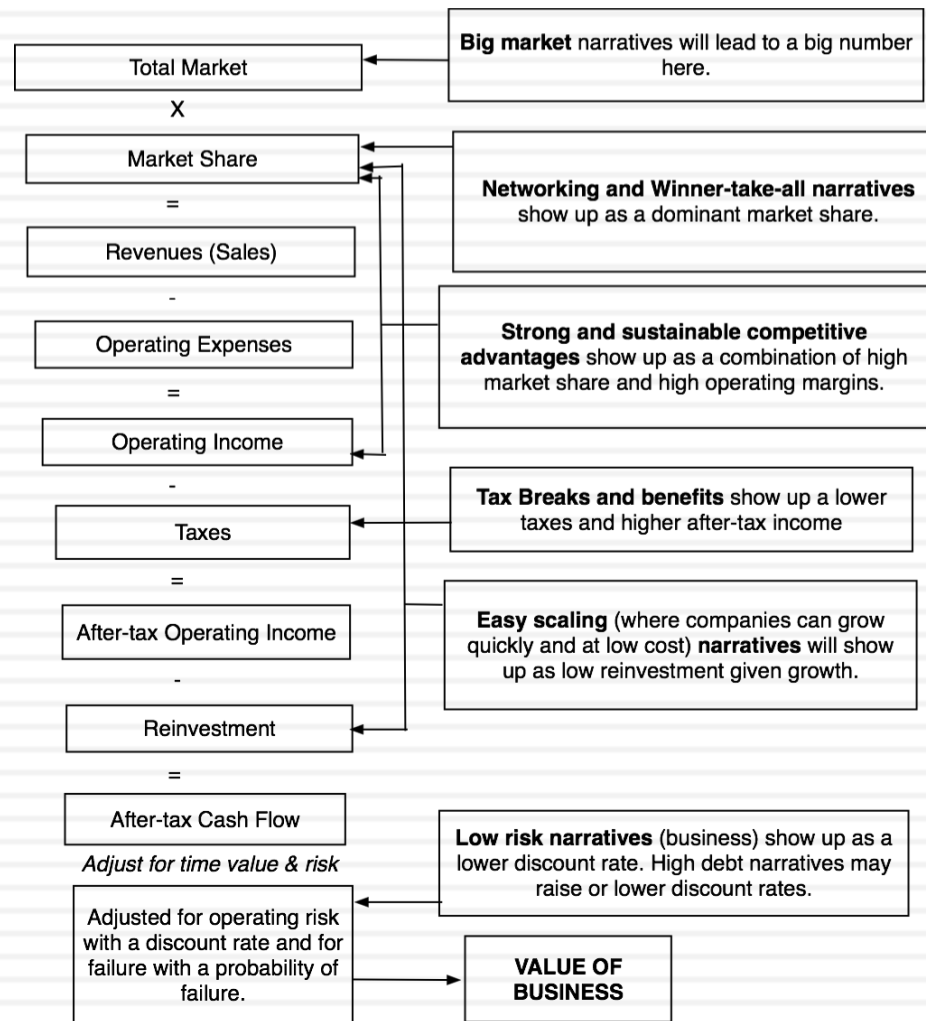 Big market narratives will lead to a big number
here.
Total Market
X
Market Share
Networking and Winner-take-all narratives
show up as a dominant market share.
=
Revenues (Sales)
-
Strong and sustainable competitive
advantages show up as a combination of high
market share and high operating margins.
Operating Expenses
=
Operating Income
-
Tax Breaks and benefits show up a lower
taxes and higher after-tax income
Taxes
=
After-tax Operating Income
Easy scaling (where companies can grow
quickly and at low cost) narratives will show
up as low reinvestment given growth.
-
Reinvestment
=
After-tax Cash Flow
Low risk narratives (business) show up as a
lower discount rate. High debt narratives may
raise or lower discount rates.
Adjust for time value & risk
Adjusted for operating risk
with a discount rate and for
failure with a probability of
failure.
VALUE OF
BUSINESS